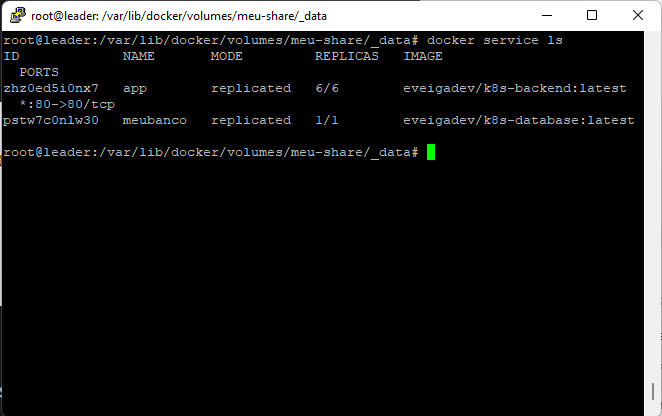 root@leader: /var/lib/docker/volumes/meu-share/_data
root@leader:/var/lib/docker/volumes/meu-share/_data# docker service ls
ID NAME MODE REPLICAS IMAGE
PORTS
zhz0ed5i0nx7 app replicated 6/6 eveigadev/k8s-backend:latest
*:80->80/tcp
pstw7c0nlw30 meubanco replicated 1/1 eveigadev/k8s-database:latest
root@leader:/var/lib/docker/volumes/meu-share/_data#